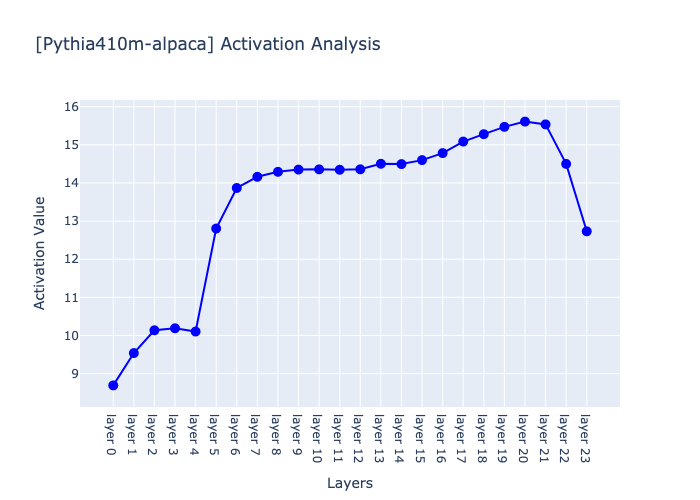 [Pythia410m-alpaca] Activation Analysis
16
15
14
13
12
11
10
9
Activation Value
layer 0
layer 1
layer 2
layer 3
layer 4
layer 5
layer 6
layer 7
layer 8
layer 9
layer 10
layer 11
layer 12
layer 13
layer 14
layer 15
layer 16
layer 17
layer 18
layer 19
layer 20
layer 21
layer 22
layer 23
Layers